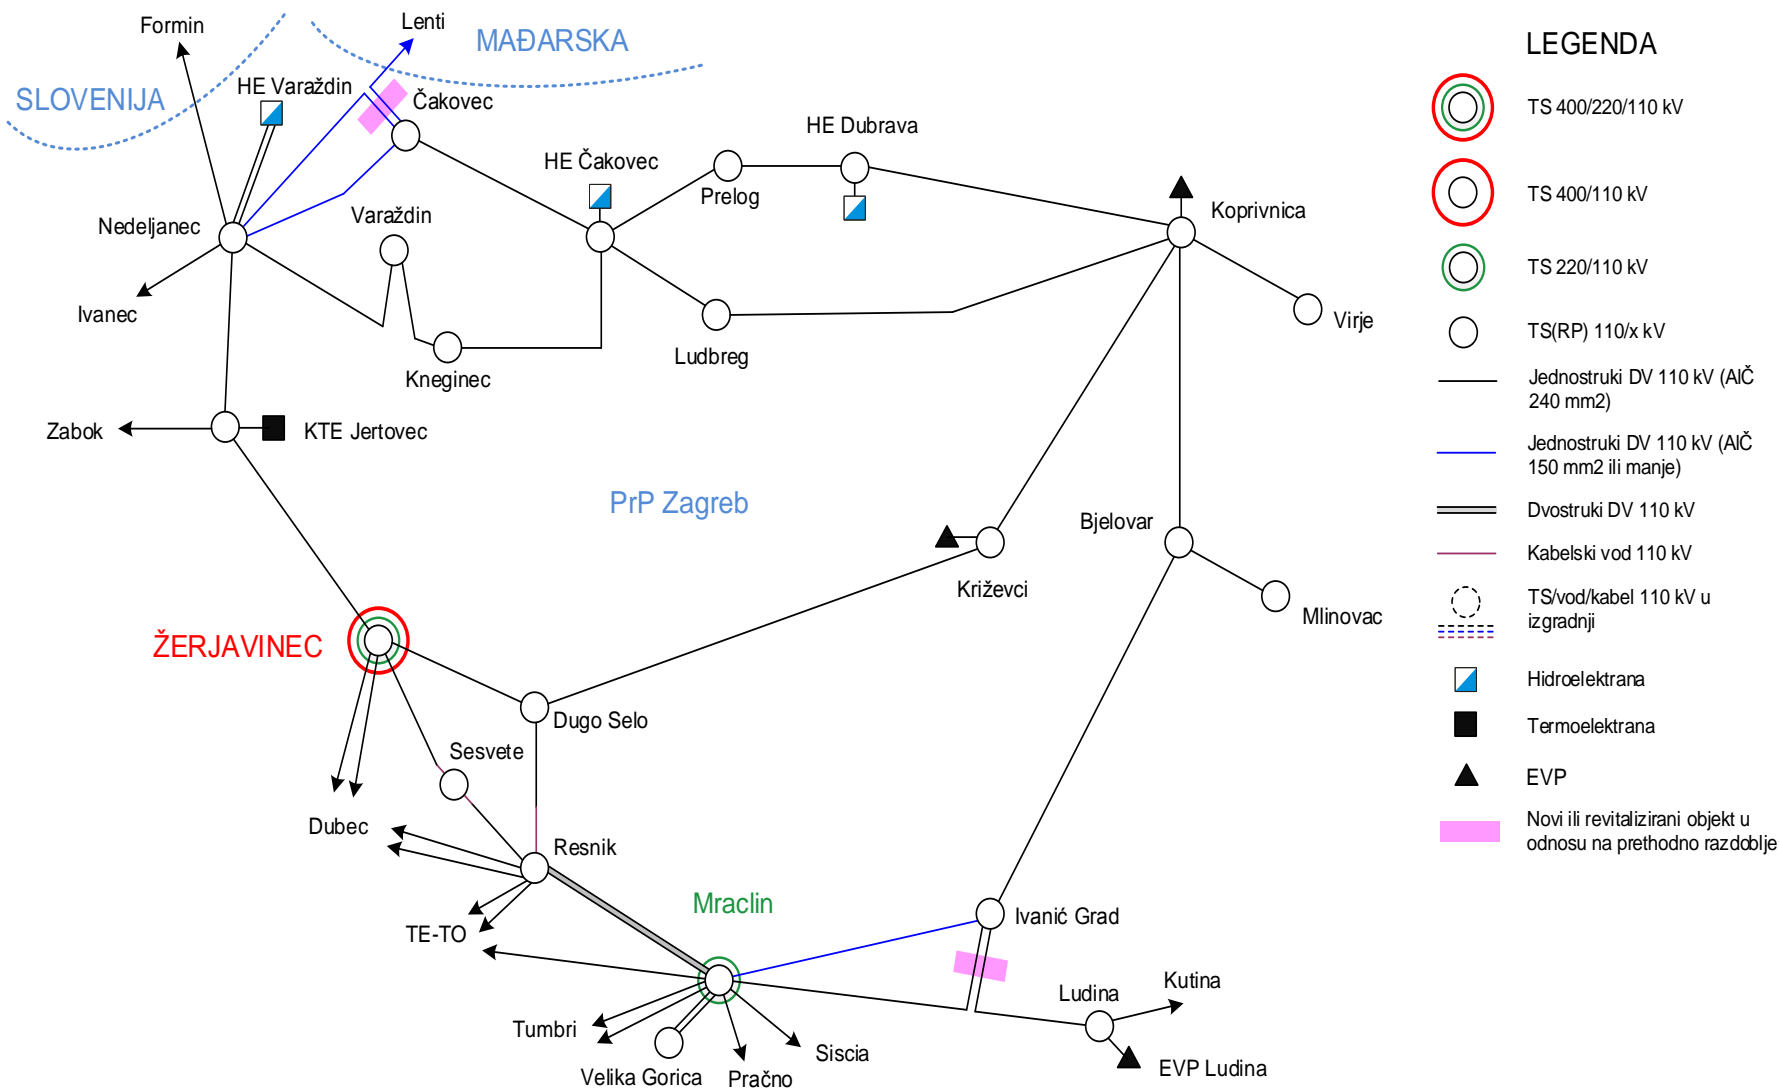 Formin
Lenti
MAĐARSKA
SLOVENIJA
HE Varaždin
Čakovec
HE Dubrava
HE Čakovec
Prelog
Koprivnica
Nedeljanec
Varaždin
Ivanec
Virje
Ludbreg
Kneginec
Zabok
KTE Jertovec
PrP Zagreb
Bjelovar
Križevci
Mlinovac
ŽERJAVINEC
Dugo Selo
Sesvete
Dubec
Resnik
Mraclin
Ivanić Grad
TE-TO
Kutina
Ludina
Tumbri
Siscia
EVP Ludina
Velika Gorica
Pračno
LEGENDA
TS 400/220/110 kV
TS 400/110 kV
TS 220/110 kV
TS(RP) 110/x kV
Jednostruki DV 110 kV (AlČ
240 mm2)
Jednostruki DV 110 kV (AlČ
150 mm2 ili manje)
Dvostruki DV 110 kV
Kabelski vod 110 kV
TS/vod/kabel 110 kV u
izgradnji
Hidroelektrana
Termoelektrana
EVP
Novi ili revitalizirani objekt u
odnosu na prethodno razdoblje